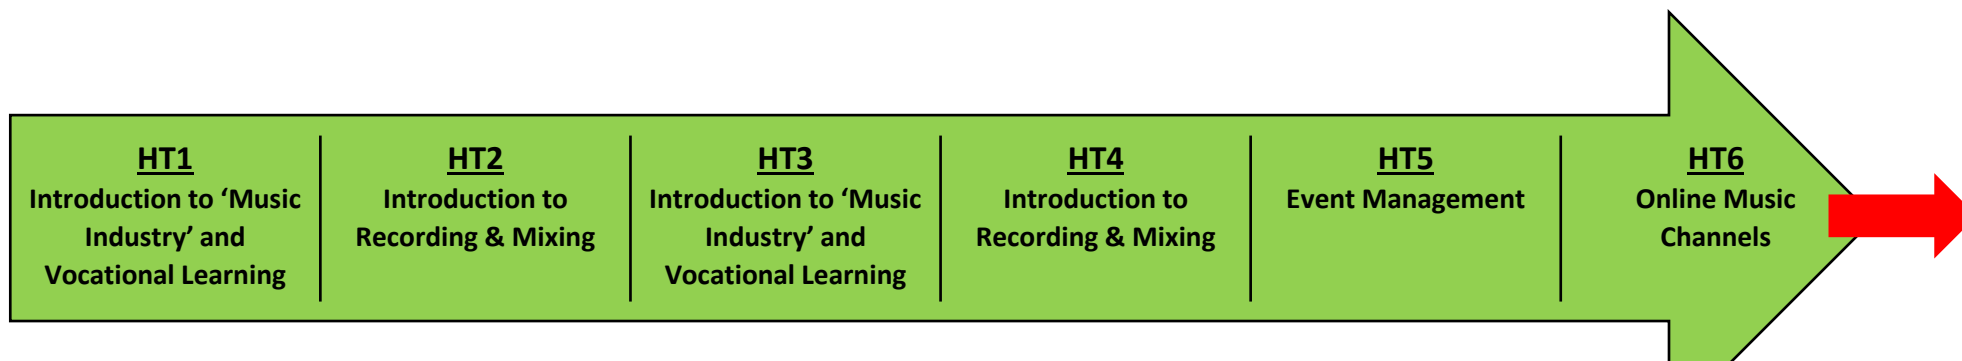 HT1
Introduction to ‘Music
Industry’ and
Vocational Learning
HT2
Introduction to
Recording & Mixing
HT3
Introduction to ‘Music
Industry’ and
Vocational Learning
HT4
Introduction to
Recording & Mixing
HT5
Event Management
HT6
Online Music
Channels